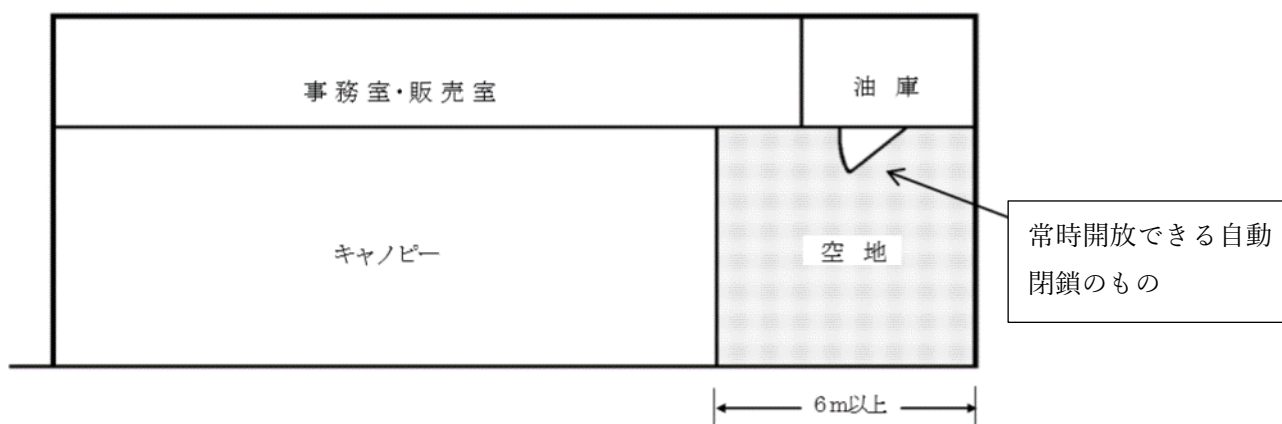 事務室・販売室
油庫
キャノピー
空地
常時開放できる自動
閉鎖のもの
6m以上